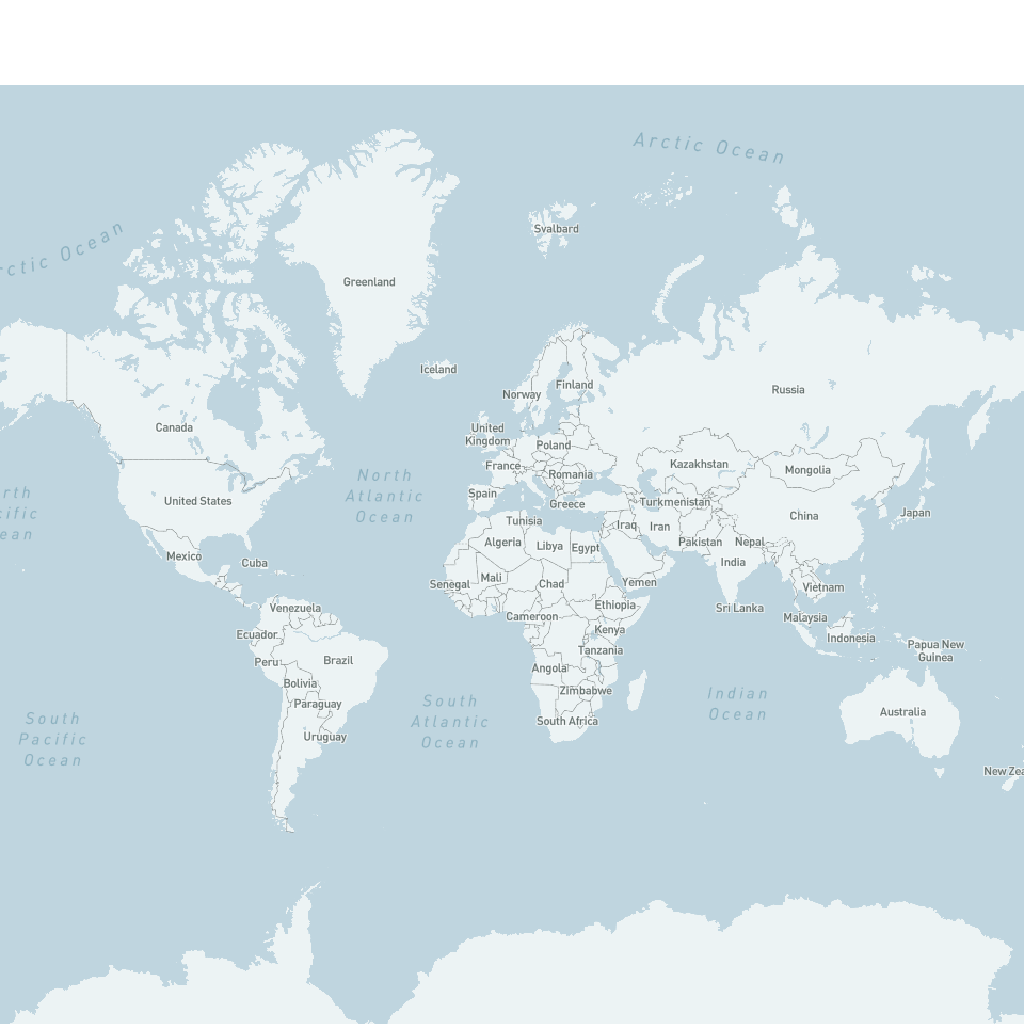 Arctic Ocean
rctic Ocean
Svalbard
Greenland
Iceland
Norway
Finland
Russia
Canada
United
Kingdom
Poland
France
Romania
Kazakhstan
Mongolia
North
Atlantic
Ocean
rth
cific
ean
United States
Spain
Greece
Turkmenistan
China
Japan
Tunisia
Iraq
Iran
Algeria
Libya
Egypt
Pakistan
Nepal
Mexico
Cuba
India
Senegal
Mali
Chad
Yemen
Vietnam
Venezuela
Cameroon
Ethiopia
Sri Lanka
Malaysia
Ecuador
Kenya
Indonesia
Papua New
Guinea
Peru
Brazil
Tanzania
Angola
Bolivia
Zimbabwe
Paraguay
South
Atlantic
Ocean
Indian
Ocean
Australia
South
Pacific
Ocean
South Africa
Uruguay
New Zea